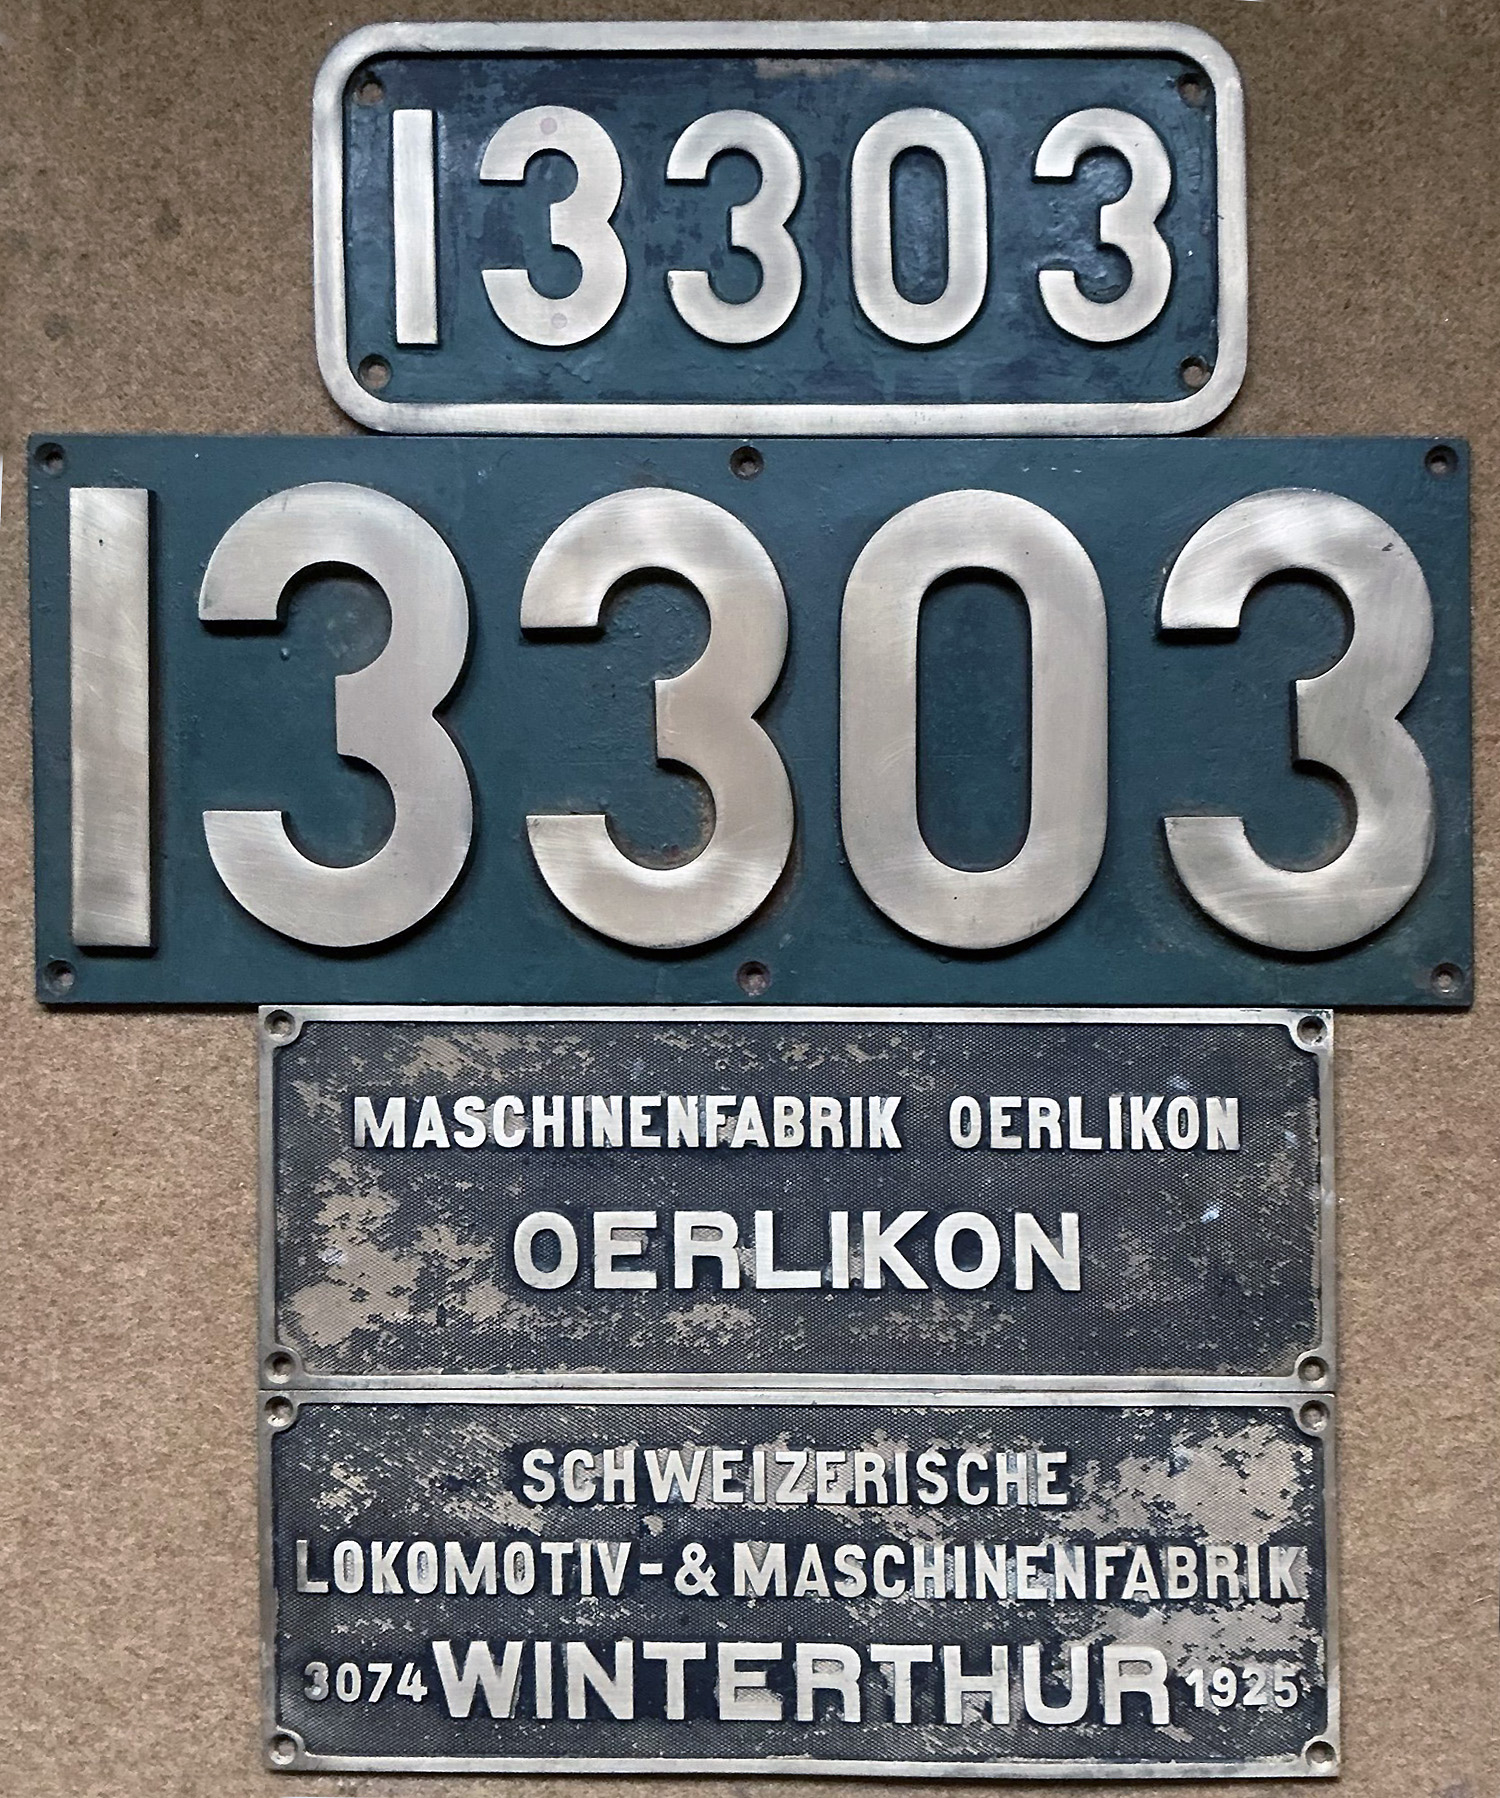 13303
13303
MASCHINENFABRIK OERLIKON
OERLIKON
SCHWEIZERISCHE
LOKOMOTIV-& MASCHINENFABRIK
3074 WINTERTHUR 1925